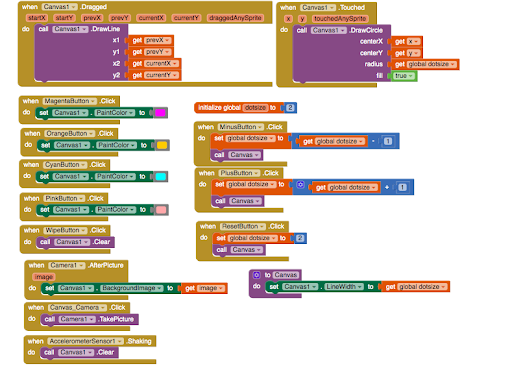 when Canvas1 .Dragged
startX startY prevX prevY currentX currentY draggedAnySprite
do call Canvas1 .DrawLine
x1 get prevX
y1 get prevY
x2 get currentX
y2 get currentY
when Canvas1 .Touched
x y touchedAnySprite
do call Canvas1 .DrawCircle
centerX get x
centerY get y
radius get global dotsize
fill true
when MagentaButton .Click
do set Canvas1 . PaintColor to
when OrangeButton .Click
do set Canvas1 . PaintColor to
when CyanButton .Click
do set Canvas1 . PaintColor to
when PinkButton .Click
do set Canvas1 . PaintColor to
when WipeButton .Click
do call Canvas1 .Clear
when Camera1 .AfterPicture
image
do set Canvas1 . BackgroundImage to get image
when Canvas_Camera .Click
do call Camera1 .TakePicture
when AccelerometerSensor1 .Shaking
do call Canvas1 .Clear
initialize global dotsize to 2
when MinusButton .Click
do set global dotsize to get global dotsize - 1
call Canvas
when PlusButton .Click
do set global dotsize to get global dotsize + 1
call Canvas
when ResetButton .Click
do set global dotsize to 2
call Canvas
to Canvas
do set Canvas1 . LineWidth to get global dotsize